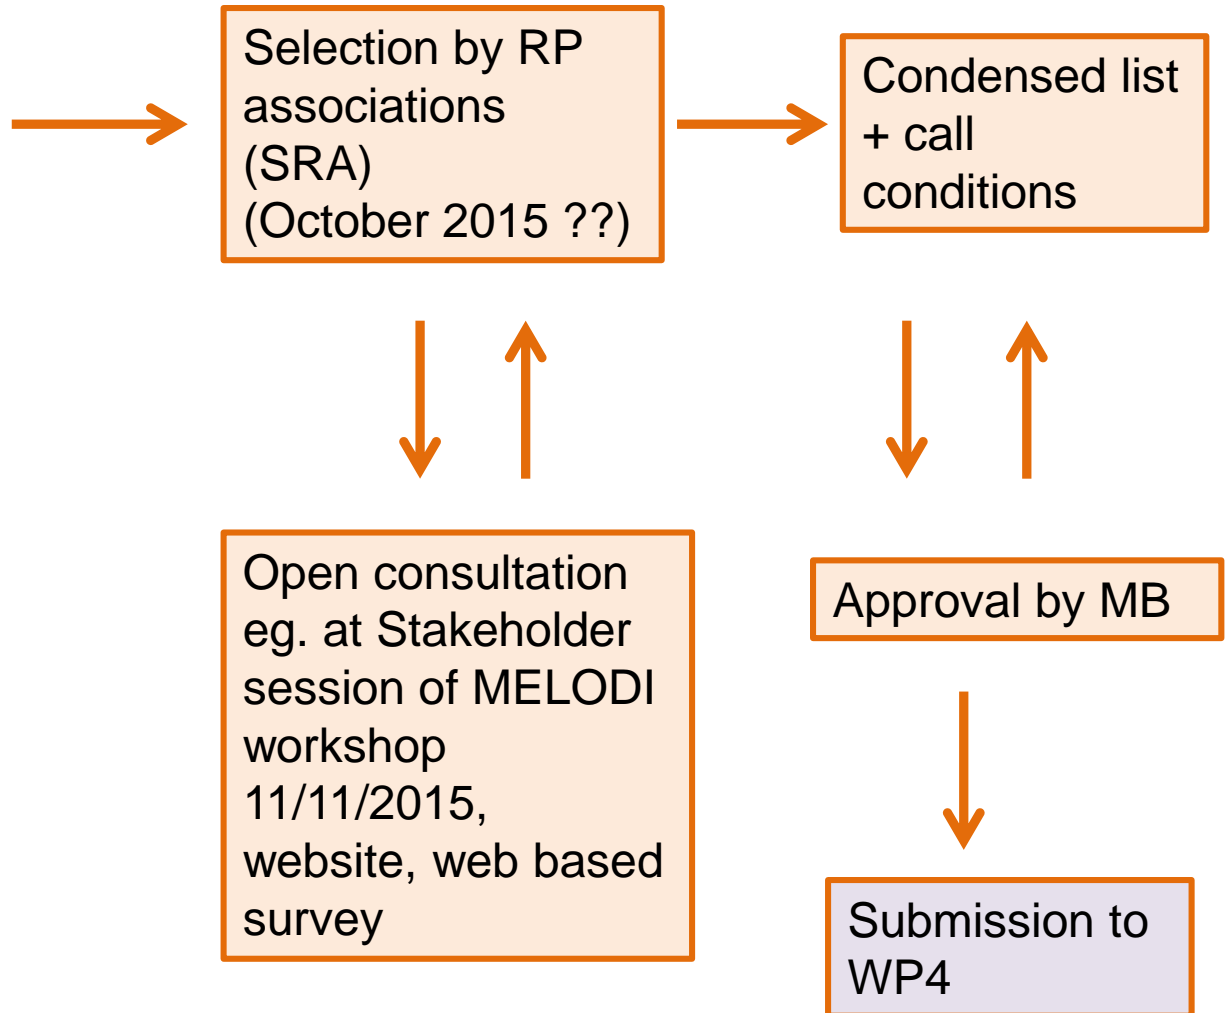 Selection by RP
associations
(SRA)
(October 2015 ??)
Condensed list
+ call
conditions
Open consultation
eg. at Stakeholder
session of MELODI
workshop
11/11/2015,
website, web based
survey
Approval by MB
Submission to
WP4